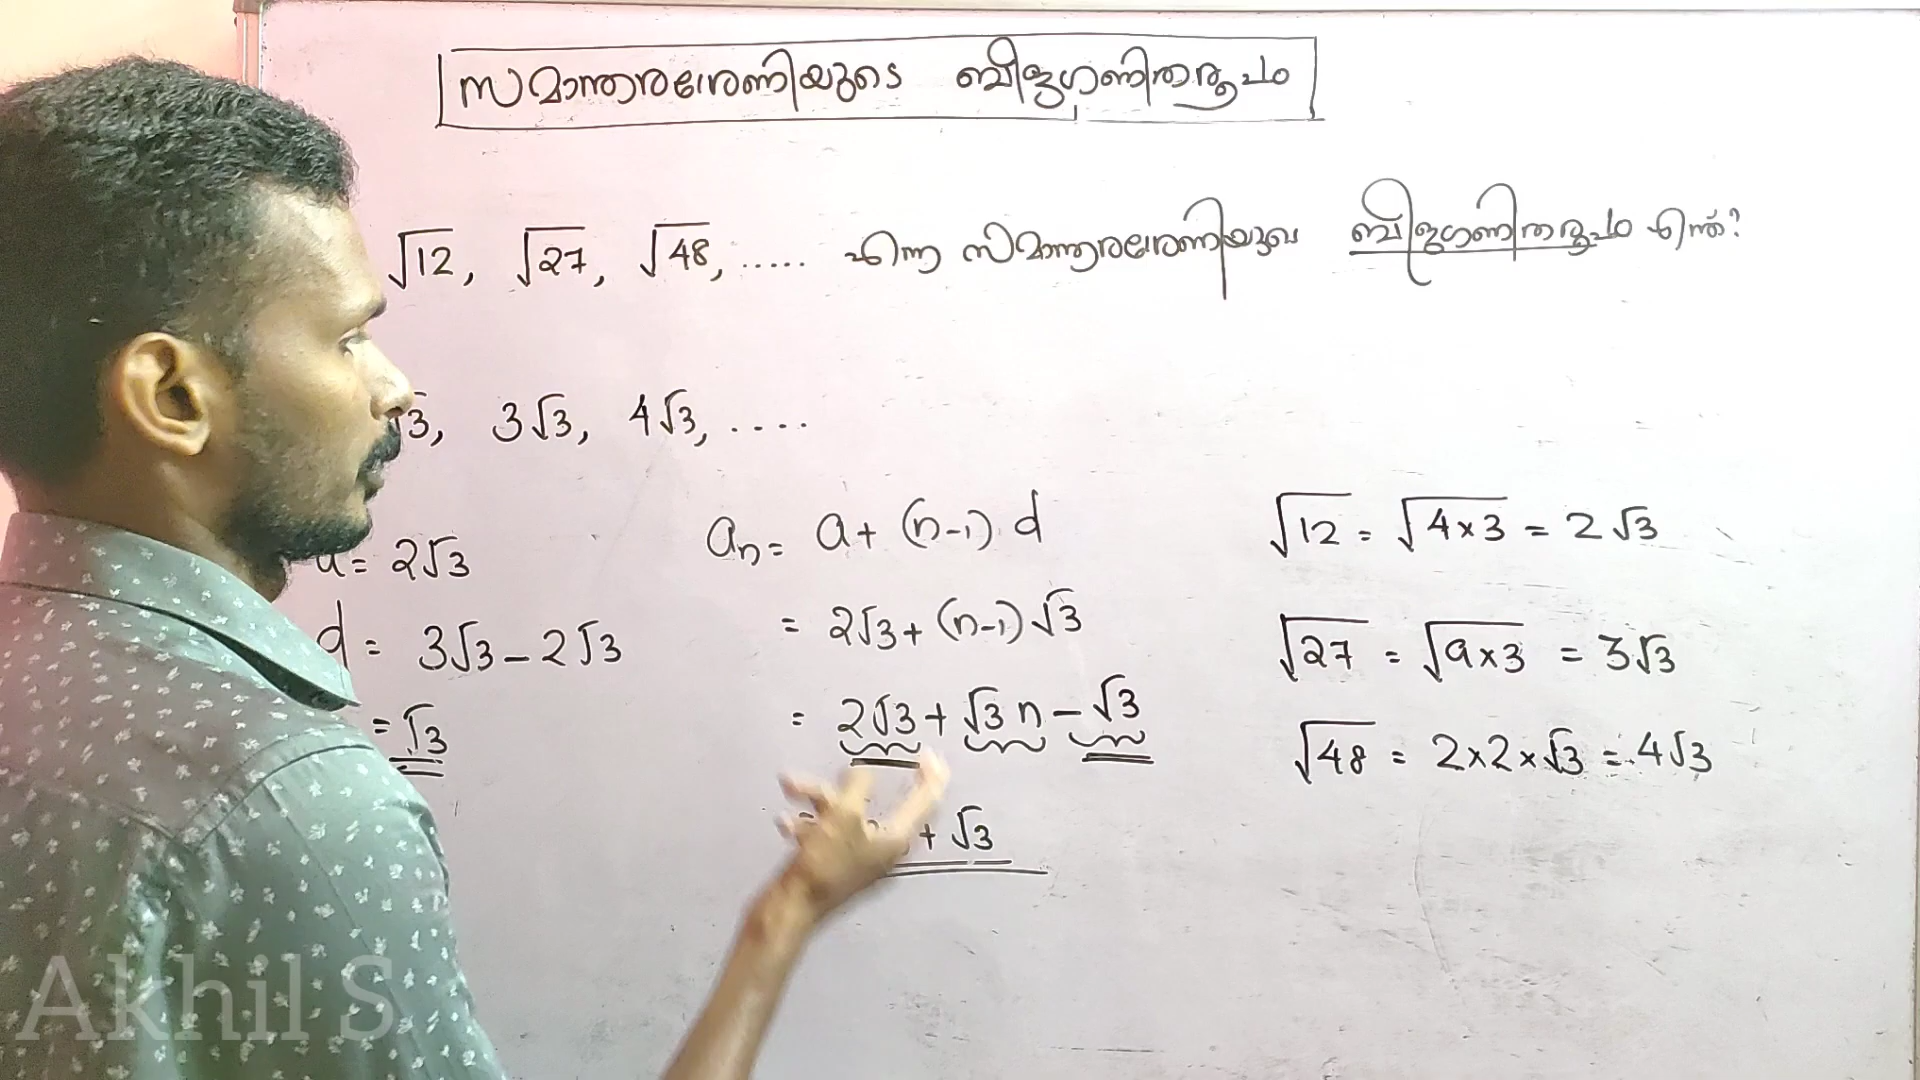 സമാന്തരശ്രേണിയുടെ ബീജഗണിതരൂപം
√12, √27, √48, ..... എന്ന സമാന്തരശ്രേണിയുടെ ബീജഗണിതരൂപം എന്ത്?
√3, 3√3, 4√3, ....
a = 2√3
d = 3√3 - 2√3
= √3
aₙ = a + (n-1) d
= 2√3 + (n-1) √3
= 2√3 + √3 n - √3
+ √3
√12 = √4×3 = 2√3
√27 = √9×3 = 3√3
√48 = 2×2×√3 = 4√3
Akhil S